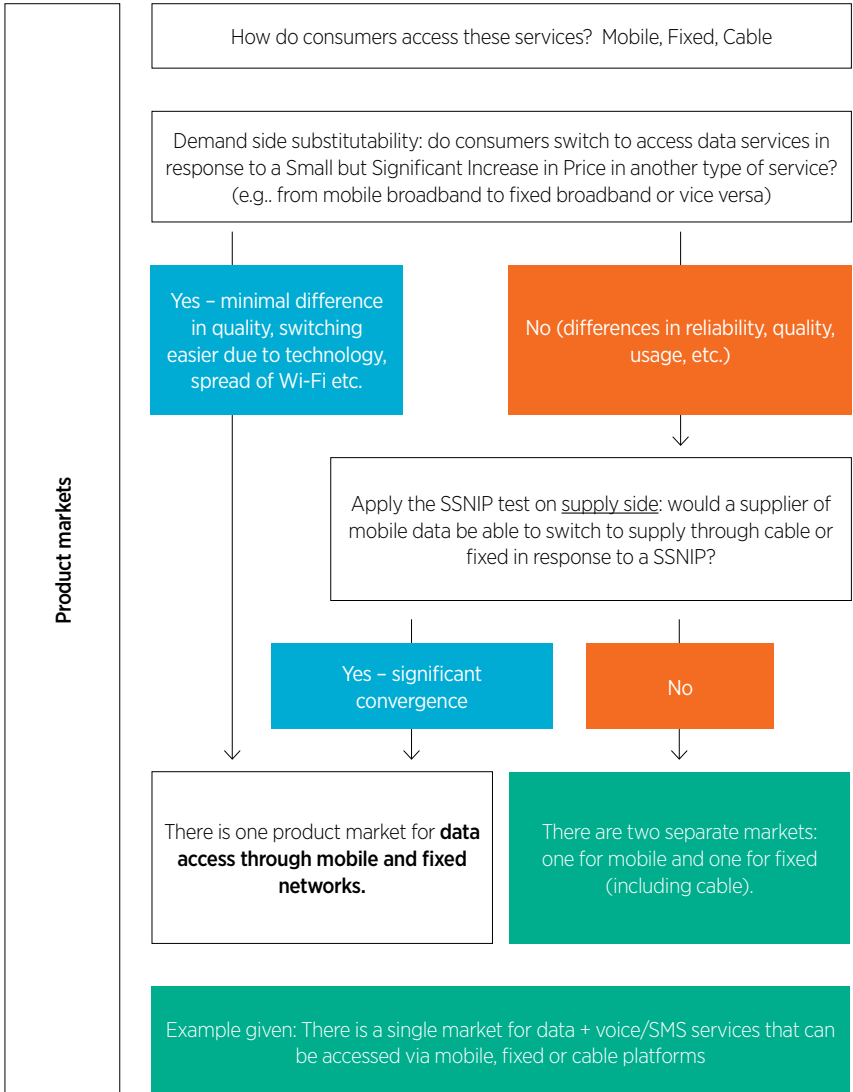 Product markets
How do consumers access these services? Mobile, Fixed, Cable
Demand side substitutability: do consumers switch to access data services in
response to a Small but Significant Increase in Price in another type of service?
(e.g.. from mobile broadband to fixed broadband or vice versa)
Yes – minimal difference
in quality, switching
easier due to technology,
spread of Wi-Fi etc.
No (differences in reliability, quality,
usage, etc.)
Apply the SSNIP test on supply side: would a supplier of
mobile data be able to switch to supply through cable or
fixed in response to a SSNIP?
Yes – significant
convergence
No
There is one product market for data
access through mobile and fixed
networks.
There are two separate markets:
one for mobile and one for fixed
(including cable).
Example given: There is a single market for data + voice/SMS services that can
be accessed via mobile, fixed or cable platforms